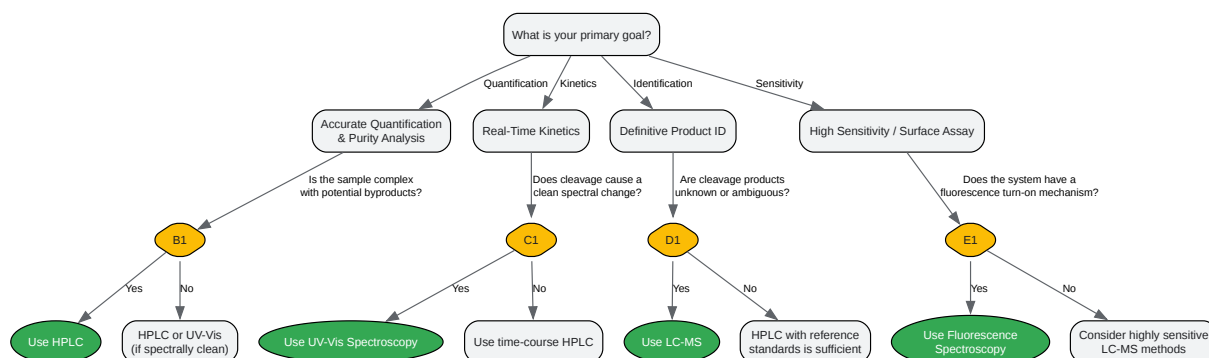 What is your primary goal?
Quantification
Kinetics
Identification
Sensitivity
Accurate Quantification
& Purity Analysis
Real-Time Kinetics
Definitive Product ID
High Sensitivity / Surface Assay
Is the sample complex
with potential byproducts?
Does cleavage cause a
clean spectral change?
Are cleavage products
unknown or ambiguous?
Does the system have a
fluorescence turn-on mechanism?
B1
C1
D1
E1
Yes
No
Yes
No
Yes
No
Yes
No
Use HPLC
HPLC or UV-Vis
(if spectrally clean)
Use UV-Vis Spectroscopy
Use time-course HPLC
Use LC-MS
HPLC with reference
standards is sufficient
Use Fluorescence
Spectroscopy
Consider highly sensitive
LC-MS methods